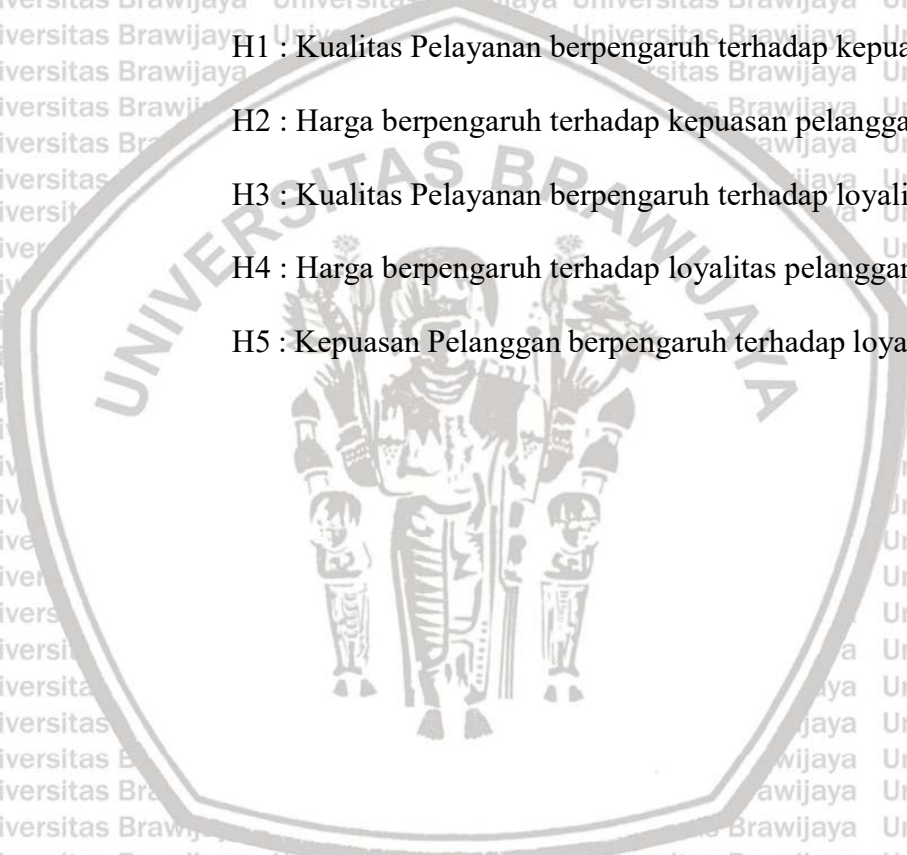 H1 : Kualitas Pelayanan berpengaruh terhadap
H2 : Harga berpengaruh terhadap kepuasan
H3 : Kualitas Pelayanan berpengaruh terhadap
H4 : Harga berpengaruh terhadap loyalitas pelanggan
H5 : Kepuasan Pelanggan berpengaruh terhadap
UNIVERSITAS BRAWIJAYA